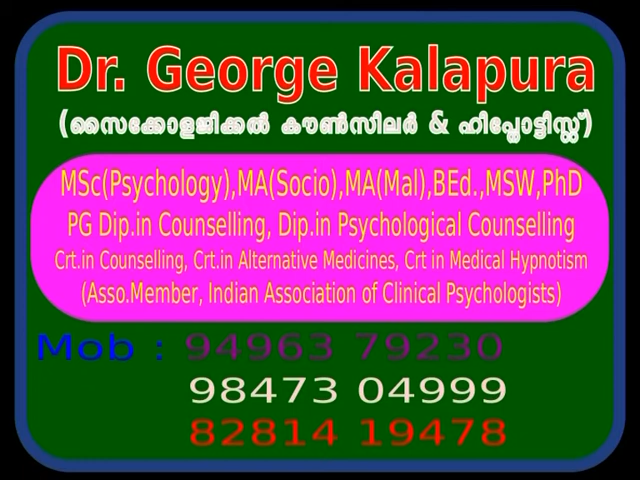 Dr. George Kalapura
(സൈക്കോളജിക്കൽ കൗൺസിലർ & ഹിപ്നോട്ടിസ്റ്റ്)
MSc(Psychology),MA(Socio),MA(Mal),BEd.,MSW,PhD
PG Dip.in Counselling, Dip.in Psychological Counselling
Crt.in Counselling, Crt.in Alternative Medicines, Crt in Medical Hypnotism
(Asso.Member, Indian Association of Clinical Psychologists)
Mob : 94963 79230
98473 04999
82814 19478